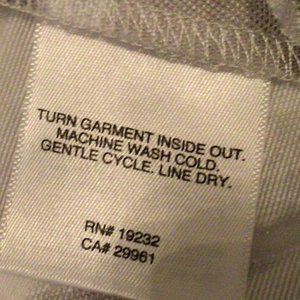 TURN GARMENT INSIDE OUT.
MACHINE WASH COLD.
GENTLE CYCLE. LINE DRY.
RN# 19232
CA# 29961